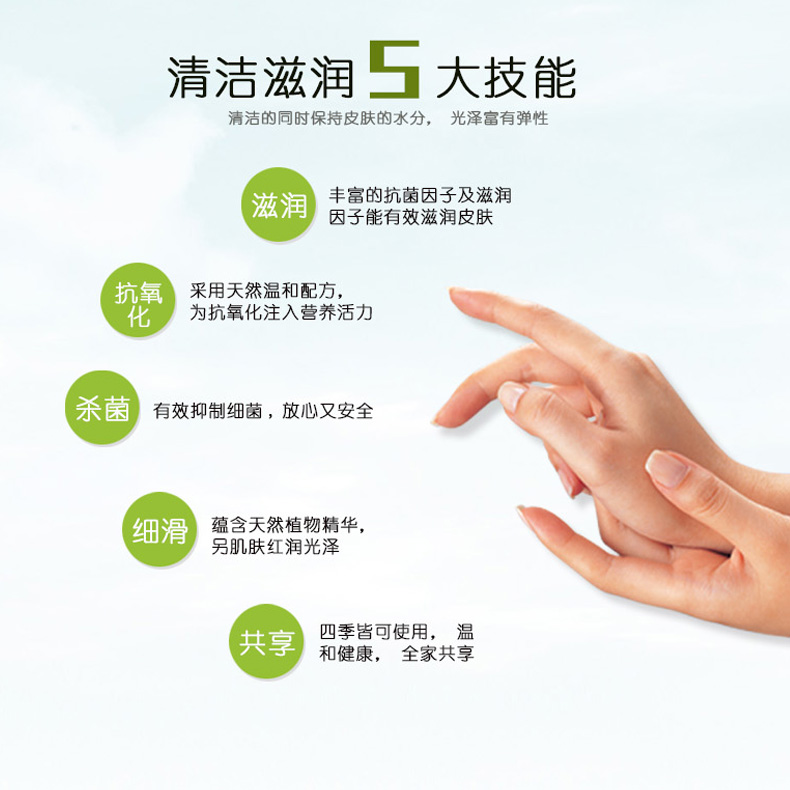 清洁滋润5大技能
清洁的同时保持皮肤的水分， 光泽富有弹性
滋润
丰富的抗菌因子及滋润
因子能有效滋润皮肤
抗氧
化
采用天然温和配方，
为抗氧化注入营养活力
杀菌
有效抑制细菌，放心又安全
细滑
蕴含天然植物精华，
另肌肤红润光泽
共享
四季皆可使用， 温
和健康， 全家共享